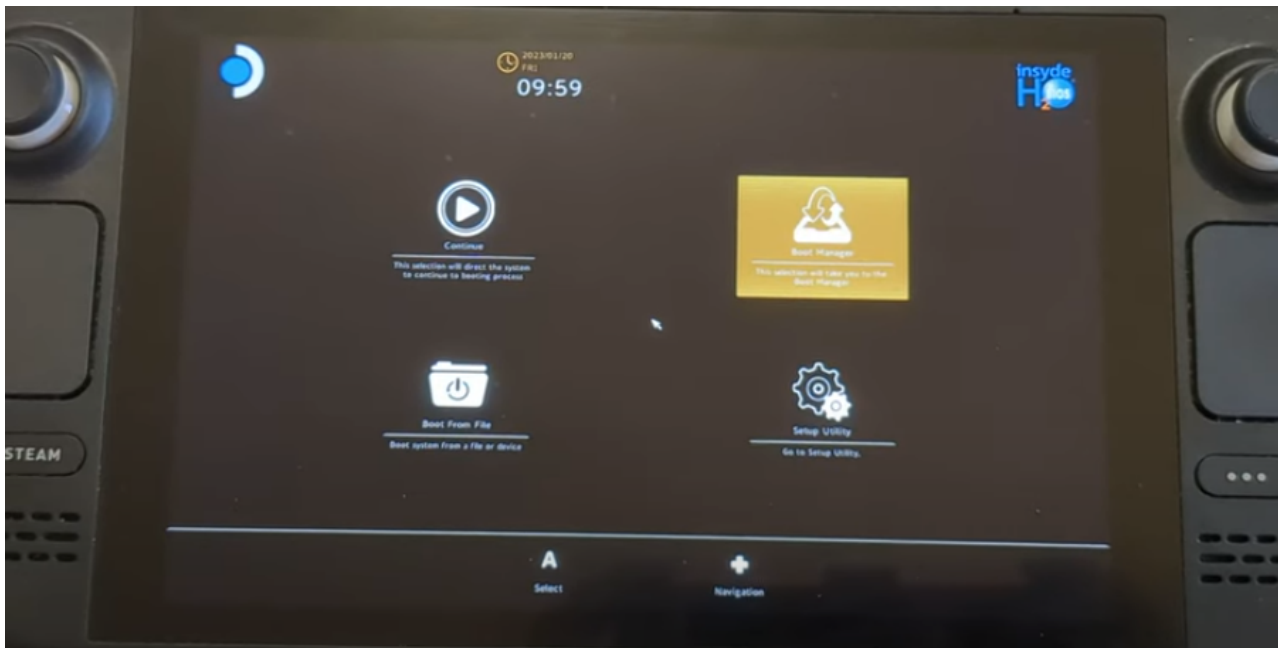 2023/01/20
FRI
09:59
insyde
H2O
bios
Continue
This selection will direct the system
to continue to booting process
Boot Manager
This selection will take you to the
Boot Manager
Boot From File
Boot system from a file or device
Setup Utility
Go to Setup Utility.
STEAM
A
Select
Navigation